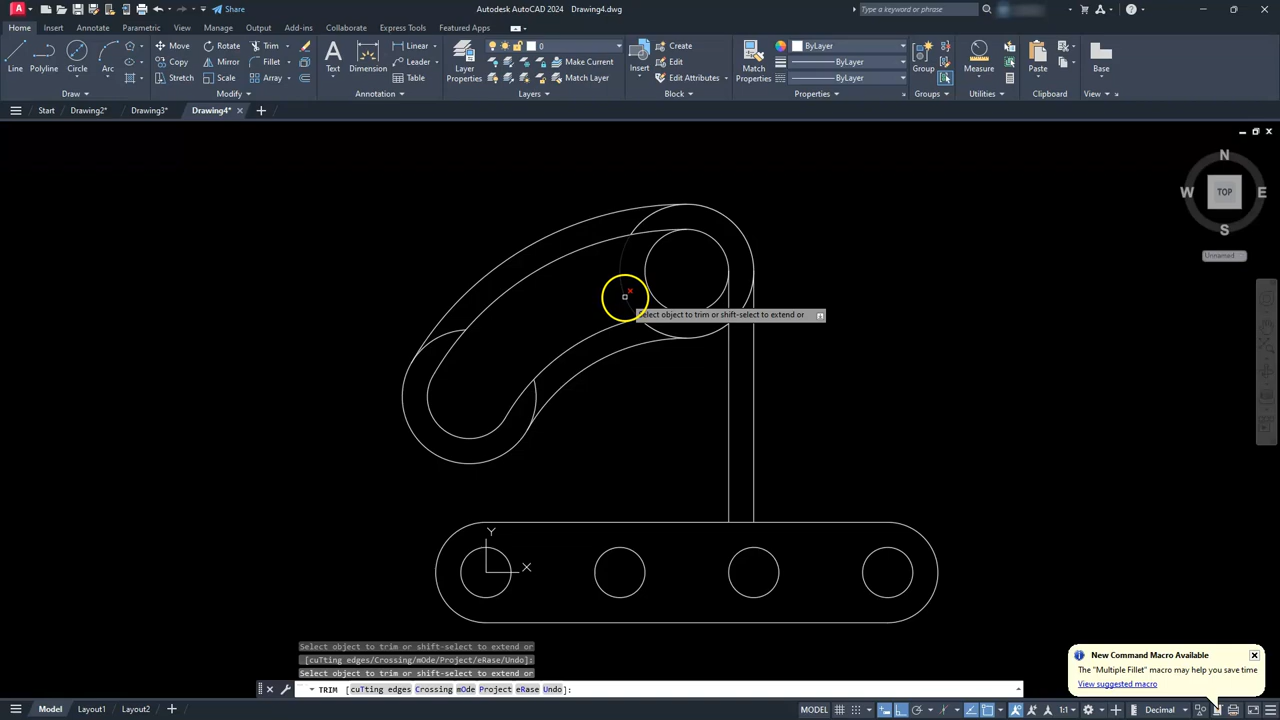 Share
Autodesk AutoCAD 2024 Drawing4.dwg
Type a keyword or phrase
Home Insert Annotate Parametric View Manage Output Add-ins Collaborate Express Tools Featured Apps
Line Polyline Circle Arc
Move Rotate Trim
Copy Mirror Fillet
Stretch Scale Array
Text Dimension
Linear
Leader
Table
Layer Properties
0
Make Current
Match Layer
Insert
Create
Edit
Edit Attributes
Match Properties
ByLayer
ByLayer
ByLayer
Group
Measure
Paste
Base
Draw Modify Annotation Layers Block Properties Groups Utilities Clipboard View
Start Drawing2* Drawing3* Drawing4*
N
W TOP E
S
Unnamed
Select object to trim or shift-select to extend or
Y
X
Select object to trim or shift-select to extend or
[cuTting edges/Crossing/mOde/Project/eRase/Undo]:
Select object to trim or shift-select to extend or
TRIM [cuTting edges Crossing mOde Project eRase Undo]:
New Command Macro Available
The "Multiple Fillet" macro may help you save time
View suggested macro
Model Layout1 Layout2
MODEL 1:1 Decimal